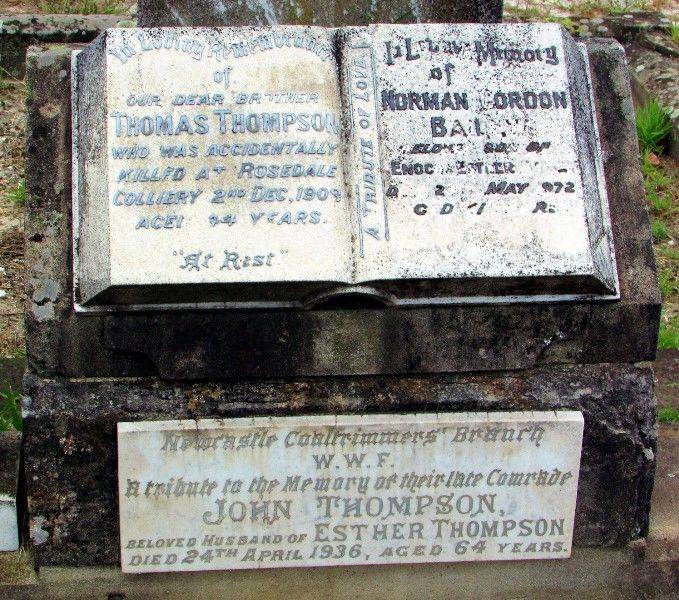 In Loving Remembrance
of
OUR DEAR BROTHER
THOMAS THOMPSON
WHO WAS ACCIDENTALLY
KILLED AT ROSEDALE
COLLIERY 2ND DEC. 1909
AGED 44 YEARS.
"At Rest"
A TRIBUTE OF LOVE
In Memory
of
NORMAN GORDON
SON OF
MAY
Newcastle Coaltrimmers' Branch
W. W. F.
A tribute to the Memory of their late Comrade
JOHN THOMPSON,
BELOVED HUSBAND OF ESTHER THOMPSON
DIED 24TH APRIL 1936, AGED 64 YEARS.